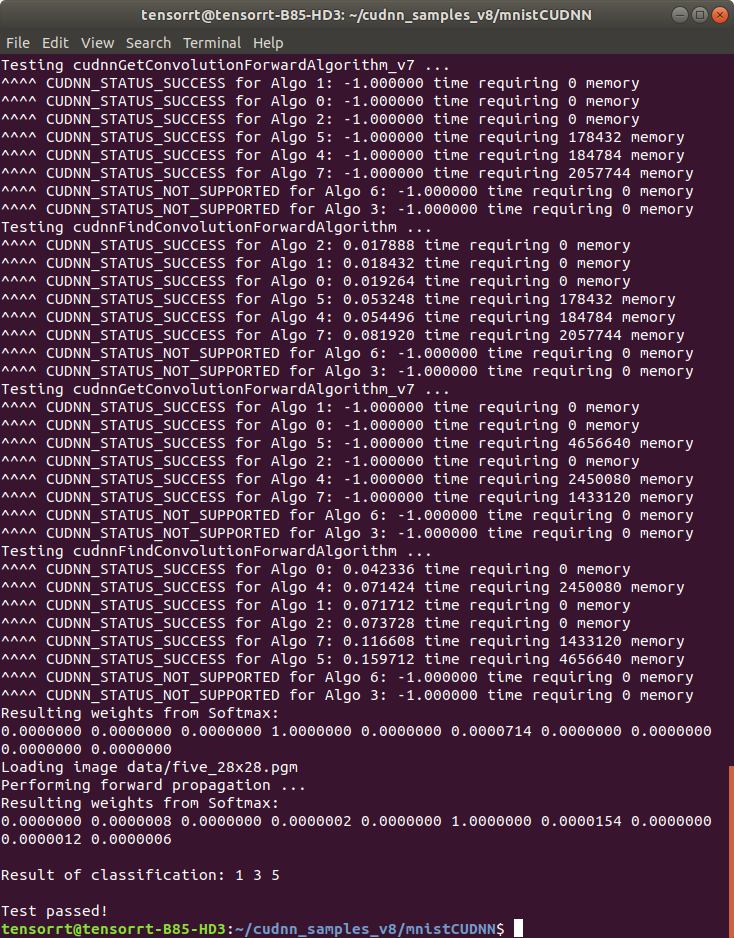 tensorrt@tensorrt-B85-HD3: ~/cudnn_samples_v8/mnistCUDNN
File Edit View Search Terminal Help
Testing cudnnGetConvolutionForwardAlgorithm_v7 ...
^^^^ CUDNN_STATUS_SUCCESS for Algo 1: -1.000000 time requiring 0 memory
^^^^ CUDNN_STATUS_SUCCESS for Algo 0: -1.000000 time requiring 0 memory
^^^^ CUDNN_STATUS_SUCCESS for Algo 2: -1.000000 time requiring 0 memory
^^^^ CUDNN_STATUS_SUCCESS for Algo 5: -1.000000 time requiring 178432 memory
^^^^ CUDNN_STATUS_SUCCESS for Algo 4: -1.000000 time requiring 184784 memory
^^^^ CUDNN_STATUS_SUCCESS for Algo 7: -1.000000 time requiring 2057744 memory
^^^^ CUDNN_STATUS_NOT_SUPPORTED for Algo 6: -1.000000 time requiring 0 memory
^^^^ CUDNN_STATUS_NOT_SUPPORTED for Algo 3: -1.000000 time requiring 0 memory
Testing cudnnFindConvolutionForwardAlgorithm ...
^^^^ CUDNN_STATUS_SUCCESS for Algo 2: 0.017888 time requiring 0 memory
^^^^ CUDNN_STATUS_SUCCESS for Algo 1: 0.018432 time requiring 0 memory
^^^^ CUDNN_STATUS_SUCCESS for Algo 0: 0.019264 time requiring 0 memory
^^^^ CUDNN_STATUS_SUCCESS for Algo 5: 0.053248 time requiring 178432 memory
^^^^ CUDNN_STATUS_SUCCESS for Algo 4: 0.054496 time requiring 184784 memory
^^^^ CUDNN_STATUS_SUCCESS for Algo 7: 0.081920 time requiring 2057744 memory
^^^^ CUDNN_STATUS_NOT_SUPPORTED for Algo 6: -1.000000 time requiring 0 memory
^^^^ CUDNN_STATUS_NOT_SUPPORTED for Algo 3: -1.000000 time requiring 0 memory
Testing cudnnGetConvolutionForwardAlgorithm_v7 ...
^^^^ CUDNN_STATUS_SUCCESS for Algo 1: -1.000000 time requiring 0 memory
^^^^ CUDNN_STATUS_SUCCESS for Algo 0: -1.000000 time requiring 0 memory
^^^^ CUDNN_STATUS_SUCCESS for Algo 5: -1.000000 time requiring 4656640 memory
^^^^ CUDNN_STATUS_SUCCESS for Algo 2: -1.000000 time requiring 0 memory
^^^^ CUDNN_STATUS_SUCCESS for Algo 4: -1.000000 time requiring 2450080 memory
^^^^ CUDNN_STATUS_SUCCESS for Algo 7: -1.000000 time requiring 1433120 memory
^^^^ CUDNN_STATUS_NOT_SUPPORTED for Algo 6: -1.000000 time requiring 0 memory
^^^^ CUDNN_STATUS_NOT_SUPPORTED for Algo 3: -1.000000 time requiring 0 memory
Testing cudnnFindConvolutionForwardAlgorithm ...
^^^^ CUDNN_STATUS_SUCCESS for Algo 0: 0.042336 time requiring 0 memory
^^^^ CUDNN_STATUS_SUCCESS for Algo 4: 0.071424 time requiring 2450080 memory
^^^^ CUDNN_STATUS_SUCCESS for Algo 1: 0.071712 time requiring 0 memory
^^^^ CUDNN_STATUS_SUCCESS for Algo 2: 0.073728 time requiring 0 memory
^^^^ CUDNN_STATUS_SUCCESS for Algo 7: 0.116608 time requiring 1433120 memory
^^^^ CUDNN_STATUS_SUCCESS for Algo 5: 0.159712 time requiring 4656640 memory
^^^^ CUDNN_STATUS_NOT_SUPPORTED for Algo 6: -1.000000 time requiring 0 memory
^^^^ CUDNN_STATUS_NOT_SUPPORTED for Algo 3: -1.000000 time requiring 0 memory
Resulting weights from Softmax:
0.0000000 0.0000000 0.0000000 1.0000000 0.0000000 0.0000714 0.0000000 0.0000000
0.0000000 0.0000000
Loading image data/five_28x28.pgm
Performing forward propagation ...
Resulting weights from Softmax:
0.0000000 0.0000008 0.0000000 0.0000002 0.0000000 1.0000000 0.0000154 0.0000000
0.0000012 0.0000006
Result of classification: 1 3 5
Test passed!
tensorrt@tensorrt-B85-HD3:~/cudnn_samples_v8/mnistCUDNN$